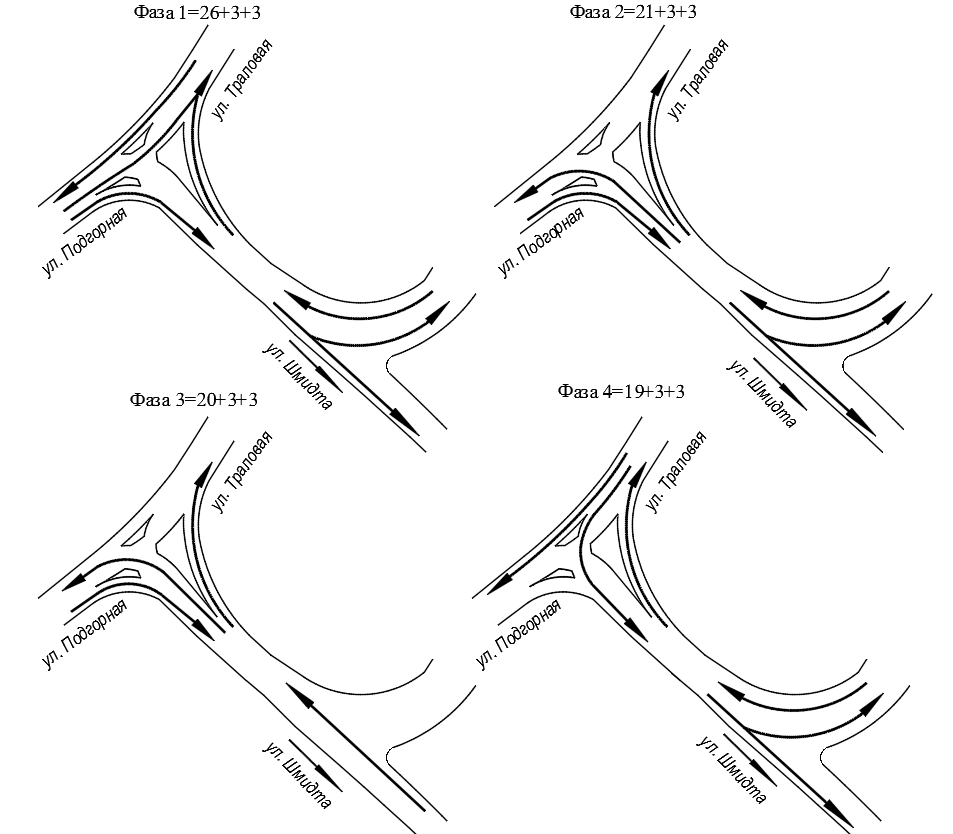 Фаза 1=26+3+3
ул. Траловая
ул. Подгорная
ул. Шмидта
Фаза 2=21+3+3
ул. Траловая
ул. Подгорная
ул. Шмидта
Фаза 3=20+3+3
ул. Траловая
ул. Подгорная
ул. Шмидта
Фаза 4=19+3+3
ул. Траловая
ул. Подгорная
ул. Шмидта